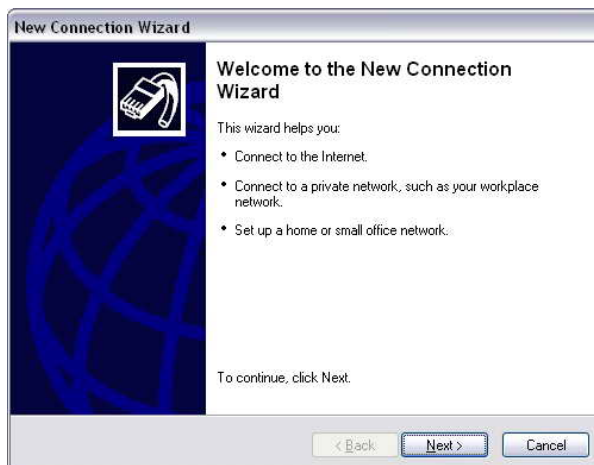 New Connection Wizard
Welcome to the New Connection
Wizard
This wizard helps you:
• Connect to the Internet.
• Connect to a private network, such as your workplace
network.
• Set up a home or small office network.
To continue, click Next.
< Back Next > Cancel